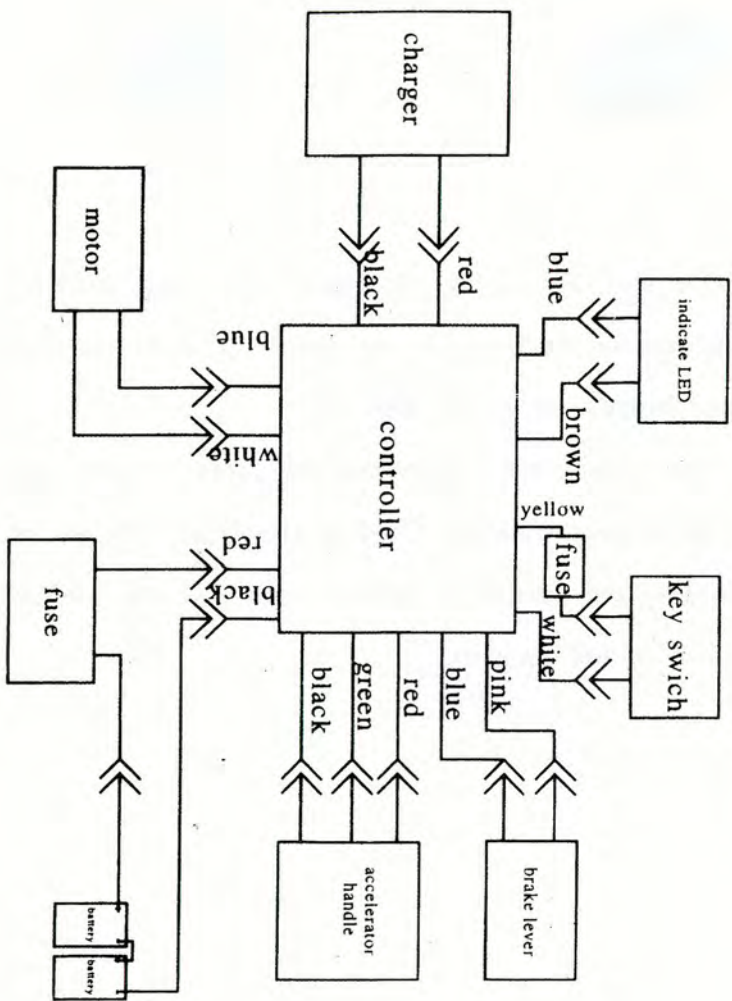 charger
black
red
motor
blue
white
fuse
red
black
controller
blue
indicate LED
brown
yellow
fuse
key swich
white
black
green
red
blue
pink
accelerator
handle
brake lever
battery
battery